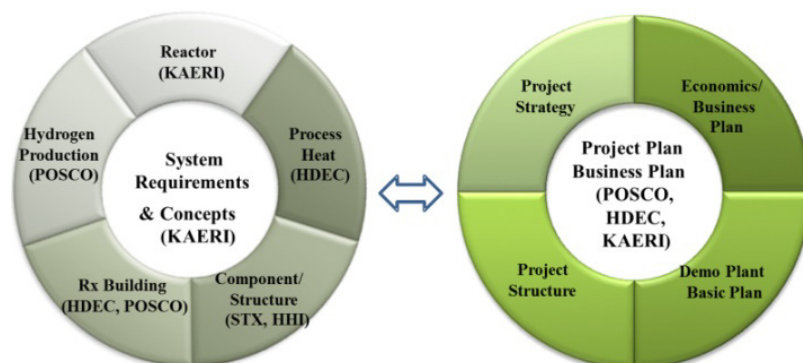 Reactor
(KAERI)
Hydrogen
Production
(POSCO)
Process
Heat
(HDEC)
System
Requirements
& Concepts
(KAERI)
Rx Building
(HDEC, POSCO)
Component/
Structure
(STX, HHI)
Project
Strategy
Economics/
Business
Plan
Project Plan
Business Plan
(POSCO,
HDEC,
KAERI)
Project
Structure
Demo Plant
Basic Plan